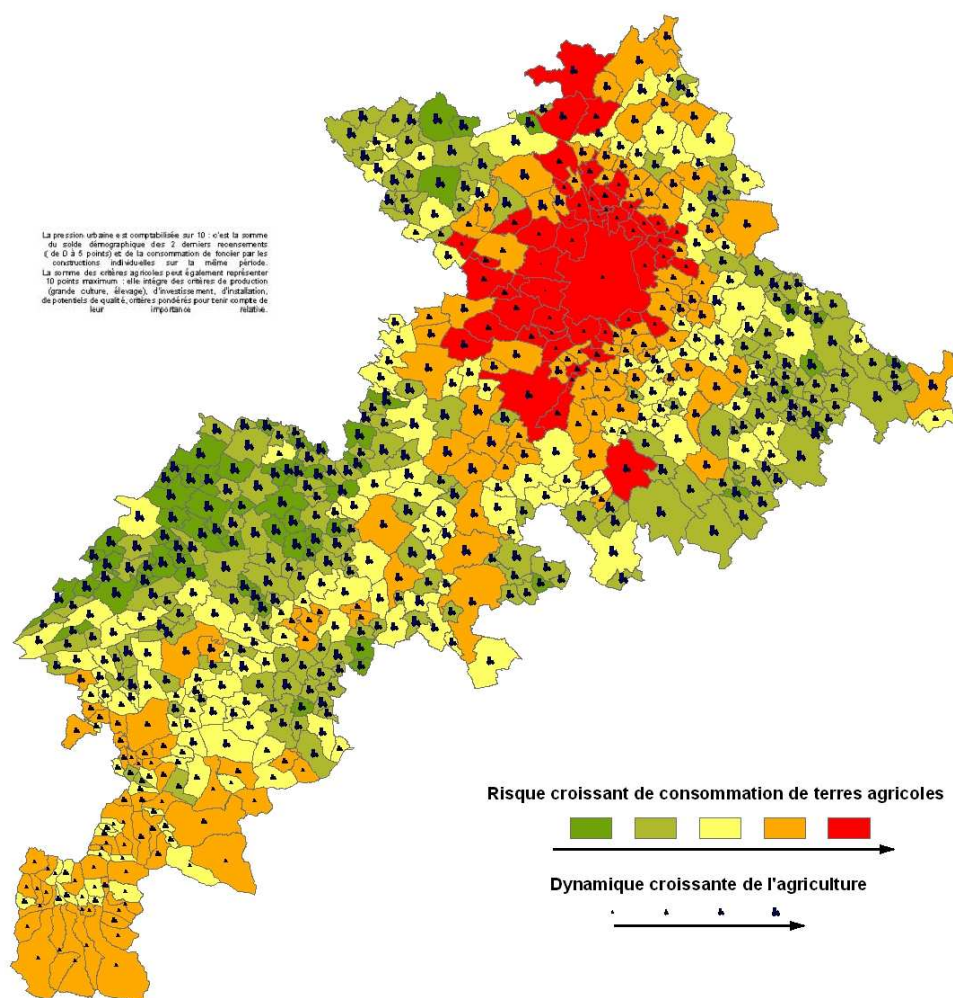 La pression urbaine est comptabilisée sur 10 : c'est la somme
du solde démographique des 2 derniers recensements
( de D à 5 points) et de la consommation de foncier par les
constructions individuelles sur la même période.
La somme des critères agricoles peut également représenter
10 points maximum : elle intègre des critères de production
(grande culture, élevage), d'investissement, d'installation,
de potentiels de qualité, critères pondérés pour tenir compte de
leur importance relative.
Risque croissant de consommation de terres agricoles
Dynamique croissante de l'agriculture